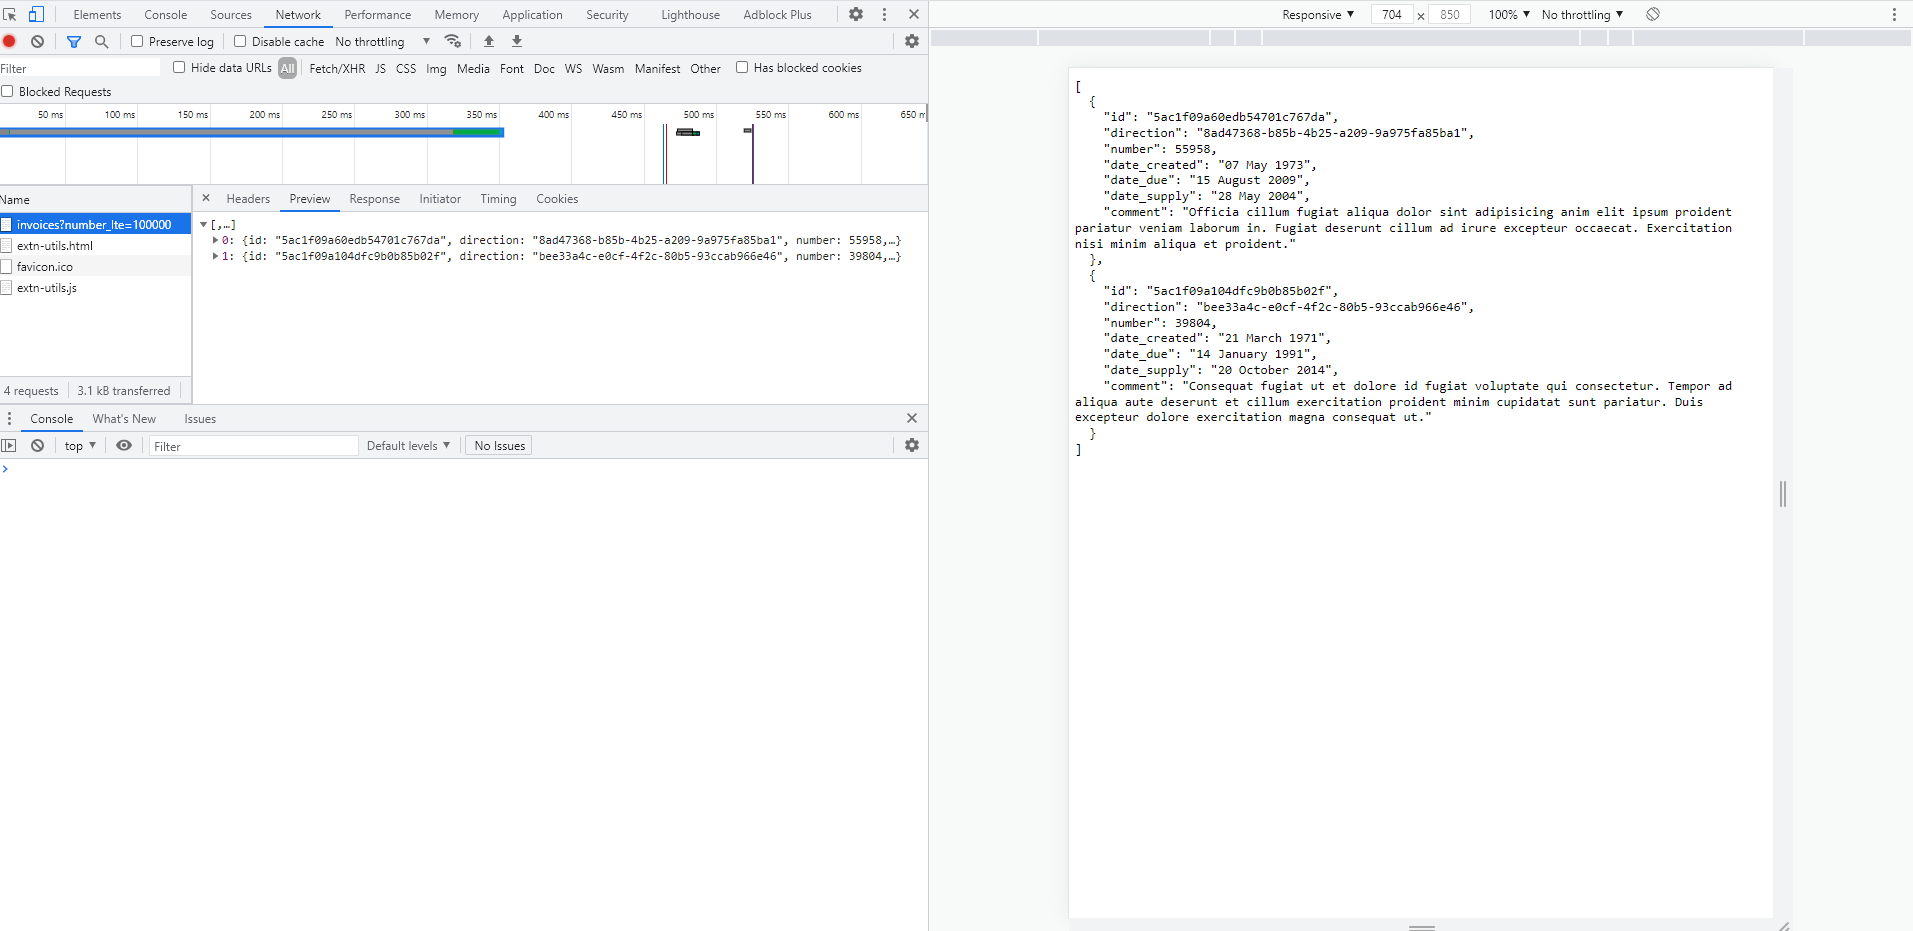 Elements Console Sources Network Performance Memory Application Security Lighthouse Adblock Plus
Preserve log Disable cache No throttling
Filter Hide data URLs All Fetch/XHR JS CSS Img Media Font Doc WS Wasm Manifest Other Has blocked cookies
Blocked Requests
50 ms 100 ms 150 ms 200 ms 250 ms 300 ms 350 ms 400 ms 450 ms 500 ms 550 ms 600 ms 650 m
Name
invoices?number_lte=100000
extn-utils.html
favicon.ico
extn-utils.js
4 requests 3.1 kB transferred
Headers Preview Response Initiator Timing Cookies
[,…]
0: {id: "5ac1f09a60edb54701c767da", direction: "8ad47368-b85b-4b25-a209-9a975fa85ba1", number: 55958,…}
1: {id: "5ac1f09a104dfc9b0b85b02f", direction: "bee33a4c-e0cf-4f2c-80b5-93ccab966e46", number: 39804,…}
Console What's New Issues
top Filter Default levels No Issues
Responsive 704 x 850 100% No throttling
[
{
"id": "5ac1f09a60edb54701c767da",
"direction": "8ad47368-b85b-4b25-a209-9a975fa85ba1",
"number": 55958,
"date_created": "07 May 1973",
"date_due": "15 August 2009",
"date_supply": "28 May 2004",
"comment": "Officia cillum fugiat aliqua dolor sint adipisicing anim elit ipsum proident
pariatur veniam laborum in. Fugiat deserunt cillum ad irure excepteur occaecat. Exercitation
nisi minim aliqua et proident."
},
{
"id": "5ac1f09a104dfc9b0b85b02f",
"direction": "bee33a4c-e0cf-4f2c-80b5-93ccab966e46",
"number": 39804,
"date_created": "21 March 1971",
"date_due": "14 January 1991",
"date_supply": "20 October 2014",
"comment": "Consequat fugiat ut et dolore id fugiat voluptate qui consectetur. Tempor ad
aliqua aute deserunt et cillum exercitation proident minim cupidatat sunt pariatur. Duis
excepteur dolore exercitation magna consequat ut."
}
]